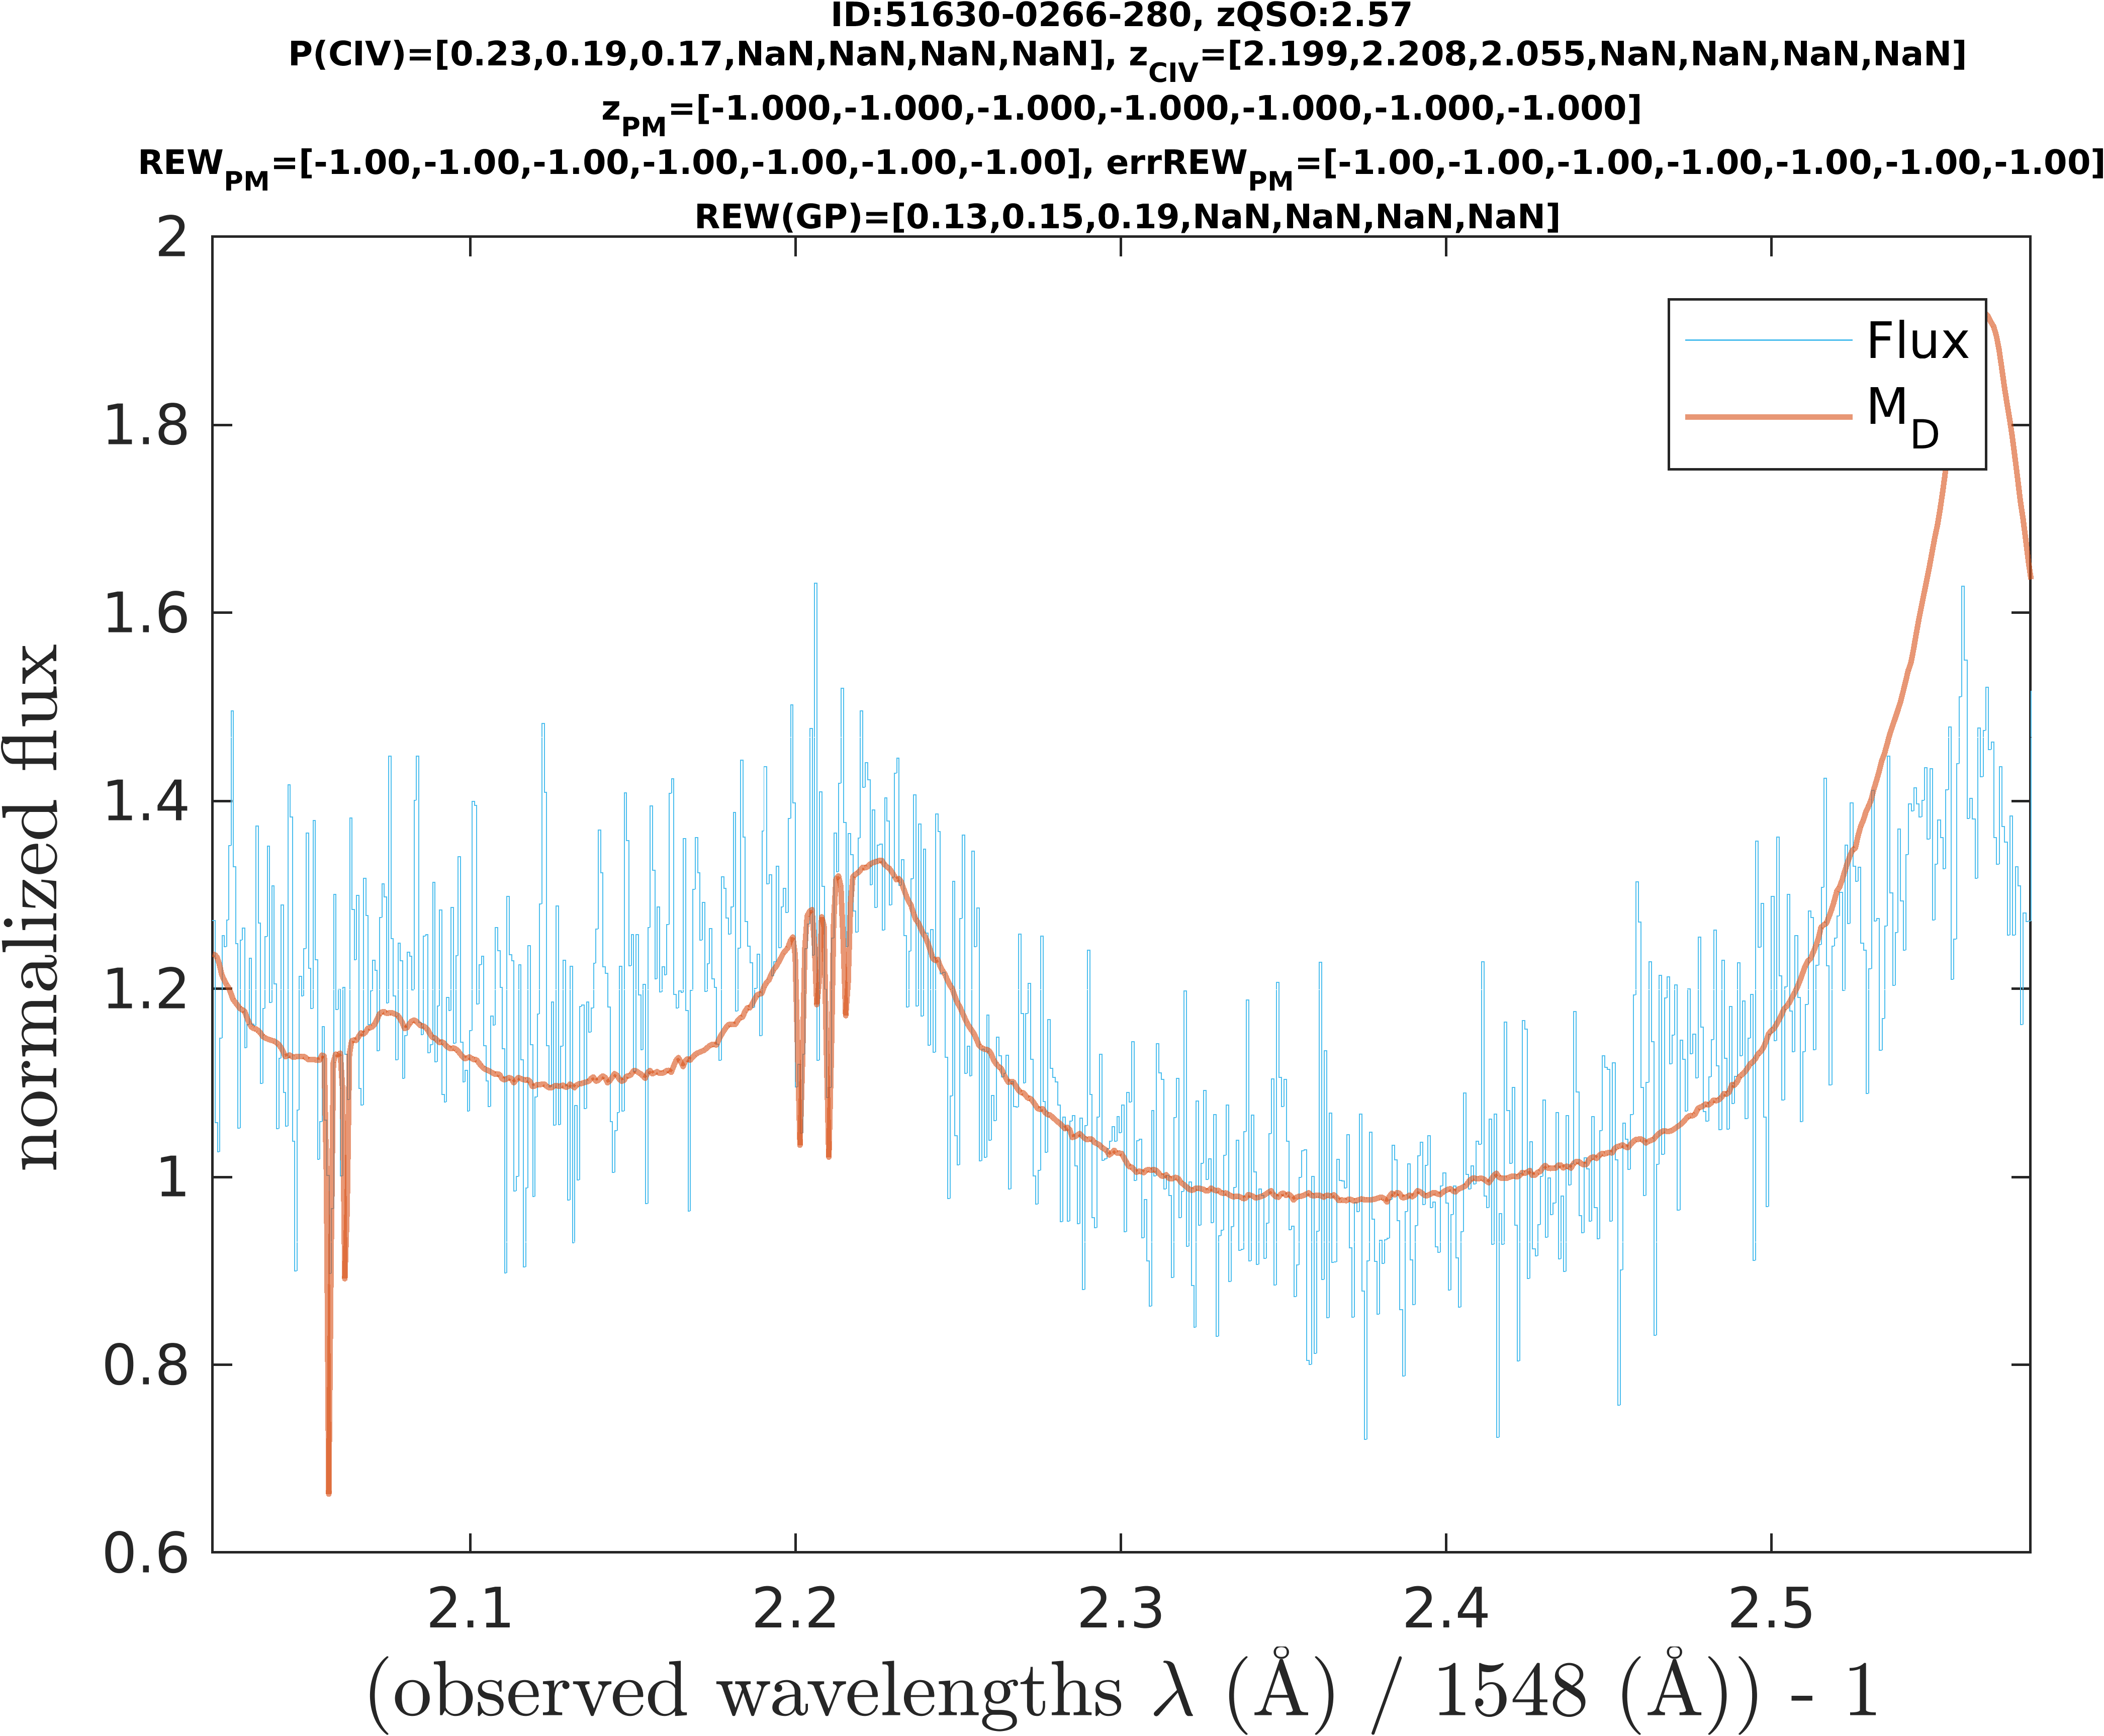 ID:51630-0266-280, zQSO:2.57
P(CIV)=[0.23,0.19,0.17,NaN,NaN,NaN,NaN], zCIV=[2.199,2.208,2.055,NaN,NaN,NaN,NaN]
zPM=[-1.000,-1.000,-1.000,-1.000,-1.000,-1.000,-1.000]
REWPM=[-1.00,-1.00,-1.00,-1.00,-1.00,-1.00,-1.00], errREWPM=[-1.00,-1.00,-1.00,-1.00,-1.00,-1.00,-1.00]
REW(GP)=[0.13,0.15,0.19,NaN,NaN,NaN,NaN]
2
1.8
1.6
1.4
1.2
1
0.8
0.6
normalized flux
Flux
MD
2.1 2.2 2.3 2.4 2.5
(observed wavelengths λ (Å) / 1548 (Å)) - 1